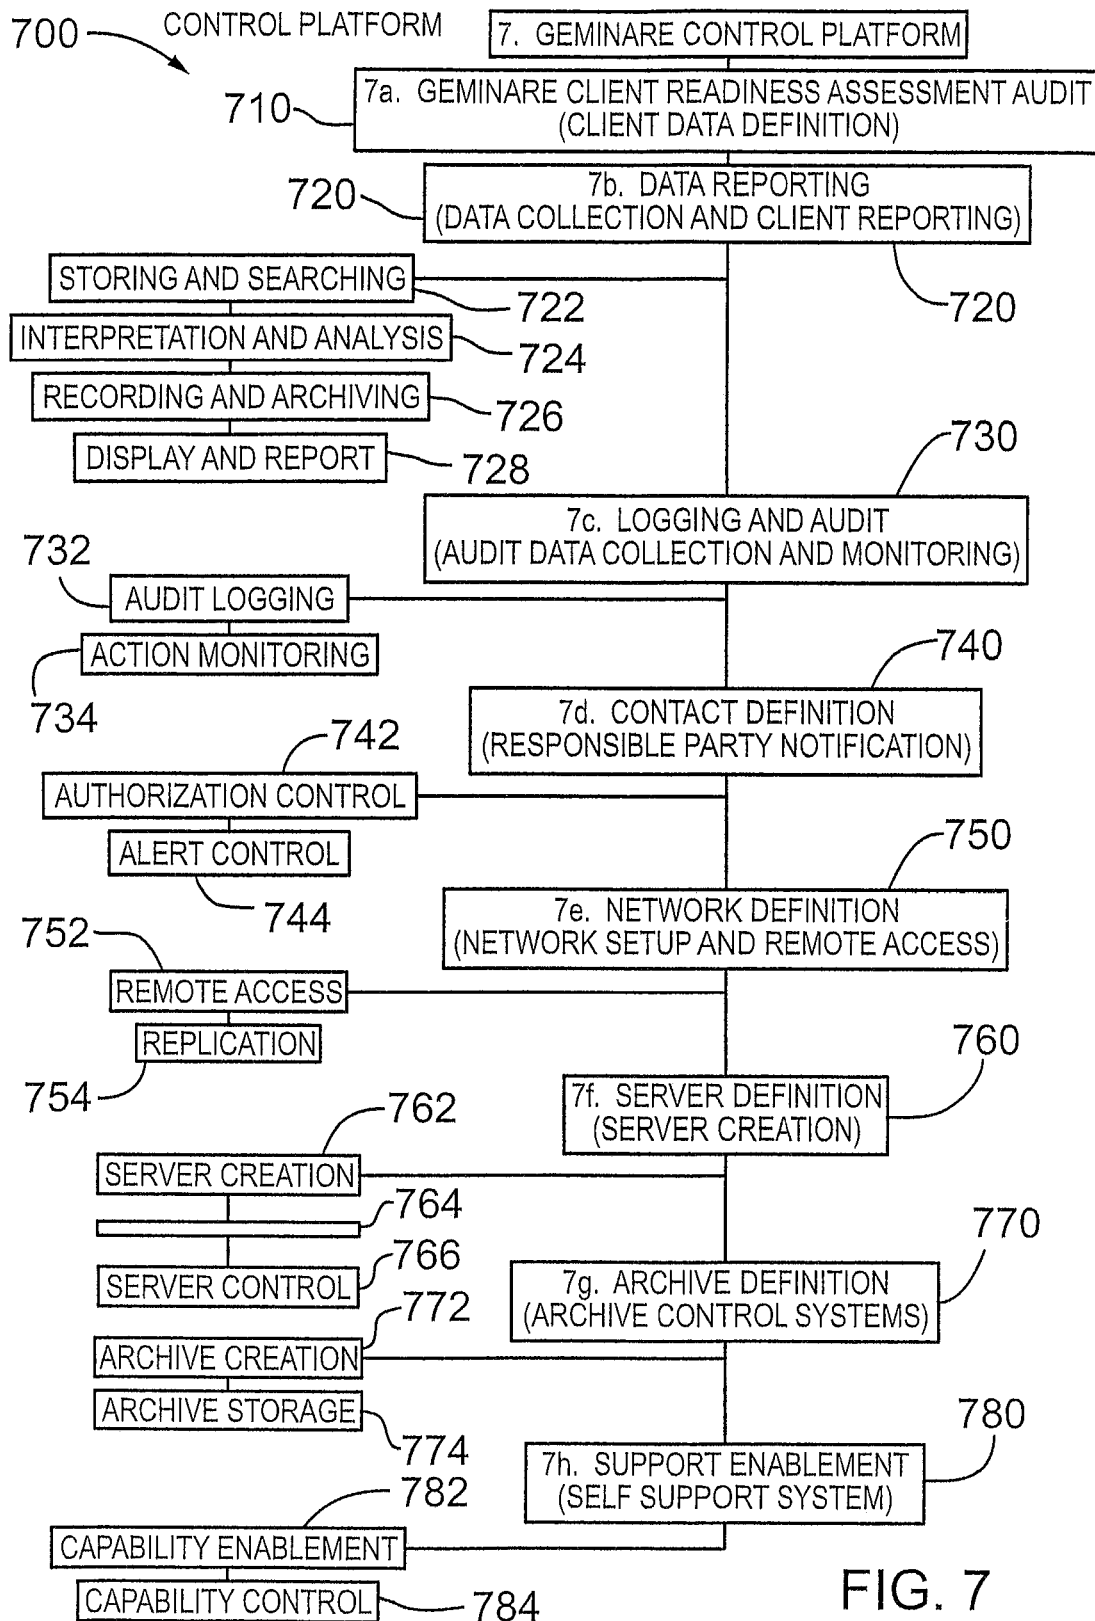 700
CONTROL PLATFORM
7. GEMINARE CONTROL PLATFORM
710
7a. GEMINARE CLIENT READINESS ASSESSMENT AUDIT
(CLIENT DATA DEFINITION)
720
7b. DATA REPORTING
(DATA COLLECTION AND CLIENT REPORTING)
720
STORING AND SEARCHING
722
INTERPRETATION AND ANALYSIS
724
RECORDING AND ARCHIVING
726
DISPLAY AND REPORT
728
730
7c. LOGGING AND AUDIT
(AUDIT DATA COLLECTION AND MONITORING)
732
AUDIT LOGGING
ACTION MONITORING
734
740
7d. CONTACT DEFINITION
(RESPONSIBLE PARTY NOTIFICATION)
742
AUTHORIZATION CONTROL
ALERT CONTROL
744
750
7e. NETWORK DEFINITION
(NETWORK SETUP AND REMOTE ACCESS)
752
REMOTE ACCESS
REPLICATION
754
760
7f. SERVER DEFINITION
(SERVER CREATION)
762
SERVER CREATION
764
SERVER CONTROL
766
770
7g. ARCHIVE DEFINITION
(ARCHIVE CONTROL SYSTEMS)
772
ARCHIVE CREATION
ARCHIVE STORAGE
774
780
7h. SUPPORT ENABLEMENT
(SELF SUPPORT SYSTEM)
782
CAPABILITY ENABLEMENT
CAPABILITY CONTROL
784
FIG. 7